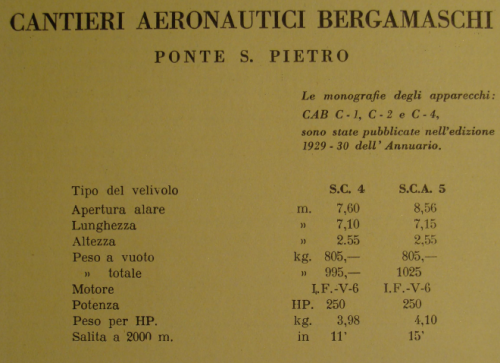 CANTIERI AERONAUTICI BERGAMASCHI
PONTE S. PIETRO
Le monografie degli apparecchi:
CAB C-1, C-2 e C-4,
sono state pubblicate nell'edizione
1929-30 dell'Annuario.
Tipo del velivolo S.C. 4 S.C.A. 5
Apertura alare m. 7,60 8,56
Lunghezza » 7,10 7,15
Altezza » 2.55 2,55
Peso a vuoto kg. 805,— 805,—
» totale » 995,— 1025
Motore I.F.-V-6 I.F.-V-6
Potenza HP. 250 250
Peso per HP. kg. 3,98 4,10
Salita a 2000 m. in 11' 15'